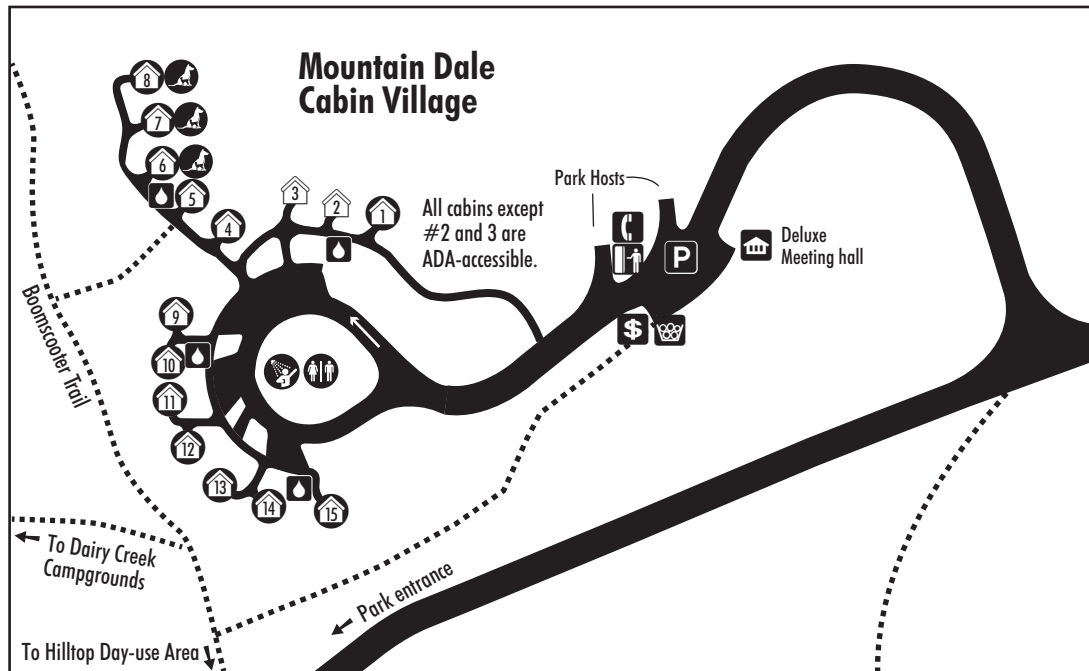 Mountain Dale
Cabin Village
8
7
6
5
4
3
2
1
All cabins except
#2 and 3 are
ADA-accessible.
Park Hosts
P
Deluxe
Meeting hall
$
9
10
11
12
13
14
15
Boomscooter Trail
To Dairy Creek
Campgrounds
Park entrance
To Hilltop Day-use Area